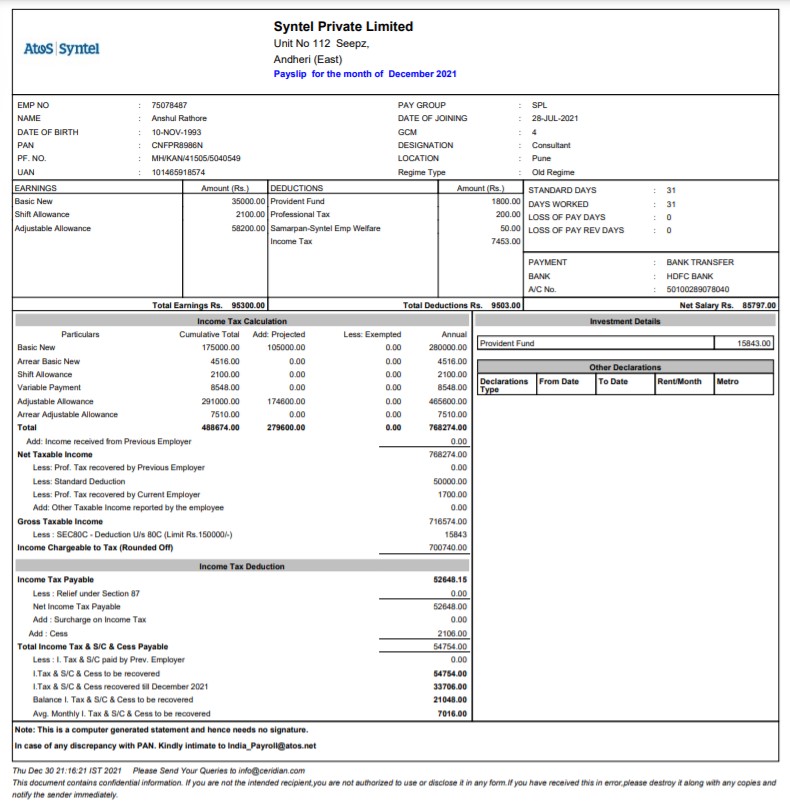 Syntel Private Limited
Unit No 112 Seepz,
Andheri (East)
Payslip for the month of December 2021
Atos Syntel
EMP NO : 75078487 PAY GROUP : SPL
NAME : Anshul Rathore DATE OF JOINING : 28-JUL-2021
DATE OF BIRTH : 10-NOV-1993 GCM : 4
PAN : CNFPR8986N DESIGNATION : Consultant
PF. NO. : MH/KAN/41505/5040549 LOCATION : Pune
UAN : 101465918574 Regime Type : Old Regime
EARNINGS Amount (Rs.) DEDUCTIONS Amount (Rs.) STANDARD DAYS : 31
Basic New 35000.00 Provident Fund 1800.00 DAYS WORKED : 31
Shift Allowance 2100.00 Professional Tax 200.00 LOSS OF PAY DAYS : 0
Adjustable Allowance 58200.00 Samarpan-Syntel Emp Welfare 50.00 LOSS OF PAY REV DAYS : 0
Income Tax 7453.00
PAYMENT : BANK TRANSFER
BANK : HDFC BANK
A/C No. : 50100289078040
Total Earnings Rs. 95300.00 Total Deductions Rs. 9503.00 Net Salary Rs. 85797.00
Income Tax Calculation
Particulars Cumulative Total Add: Projected Less: Exempted Annual
Basic New 175000.00 105000.00 0.00 280000.00
Arrear Basic New 4516.00 0.00 0.00 4516.00
Shift Allowance 2100.00 0.00 0.00 2100.00
Variable Payment 8548.00 0.00 0.00 8548.00
Adjustable Allowance 291000.00 174600.00 0.00 465600.00
Arrear Adjustable Allowance 7510.00 0.00 0.00 7510.00
Total 488674.00 279600.00 0.00 768274.00
Add: Income received from Previous Employer 0.00
Net Taxable Income 768274.00
Less: Prof. Tax recovered by Previous Employer 0.00
Less: Standard Deduction 50000.00
Less: Prof. Tax recovered by Current Employer 1700.00
Add: Other Taxable Income reported by the employee 0.00
Gross Taxable Income 716574.00
Less : SEC80C - Deduction U/s 80C (Limit Rs.150000/-) 15843
Income Chargeable to Tax (Rounded Off) 700740.00
Income Tax Deduction
Income Tax Payable 52648.15
Less : Relief under Section 87 0.00
Net Income Tax Payable 52648.00
Add : Surcharge on Income Tax 0.00
Add : Cess 2106.00
Total Income Tax & S/C & Cess Payable 54754.00
Less : I. Tax & S/C paid by Prev. Employer 0.00
I.Tax & S/C & Cess to be recovered 54754.00
I.Tax & S/C & Cess recovered till December 2021 33706.00
Balance I. Tax & S/C & Cess to be recovered 21048.00
Avg. Monthly I. Tax & S/C & Cess to be recovered 7016.00
Investment Details
Provident Fund 15843.00
Other Declarations
Declarations Type From Date To Date Rent/Month Metro
Note: This is a computer generated statement and hence needs no signature.
In case of any discrepancy with PAN. Kindly intimate to India_Payroll@atos.net
Thu Dec 30 21:16:21 IST 2021 Please Send Your Queries to info@ceridian.com
This document contains confidential information. If you are not the intended recipient,you are not authorized to use or disclose it in any form.If you have received this in error,please destroy it along with any copies and
notify the sender immediately.